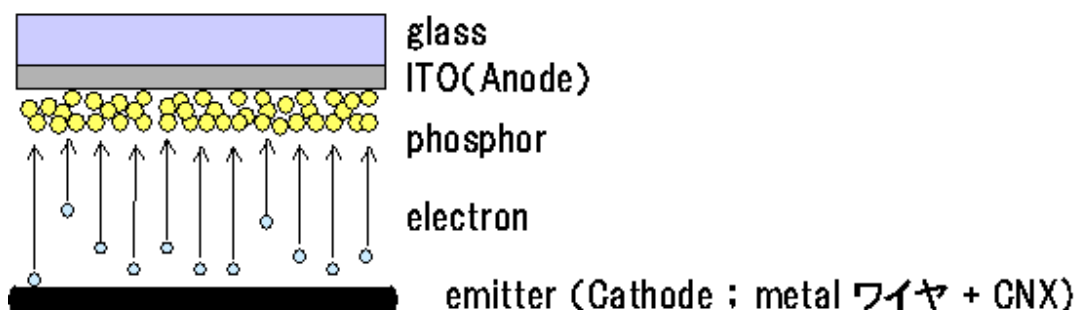 glass
ITO(Anode)
phosphor
electron
emitter (Cathode ; metal ワイヤ + CNX)